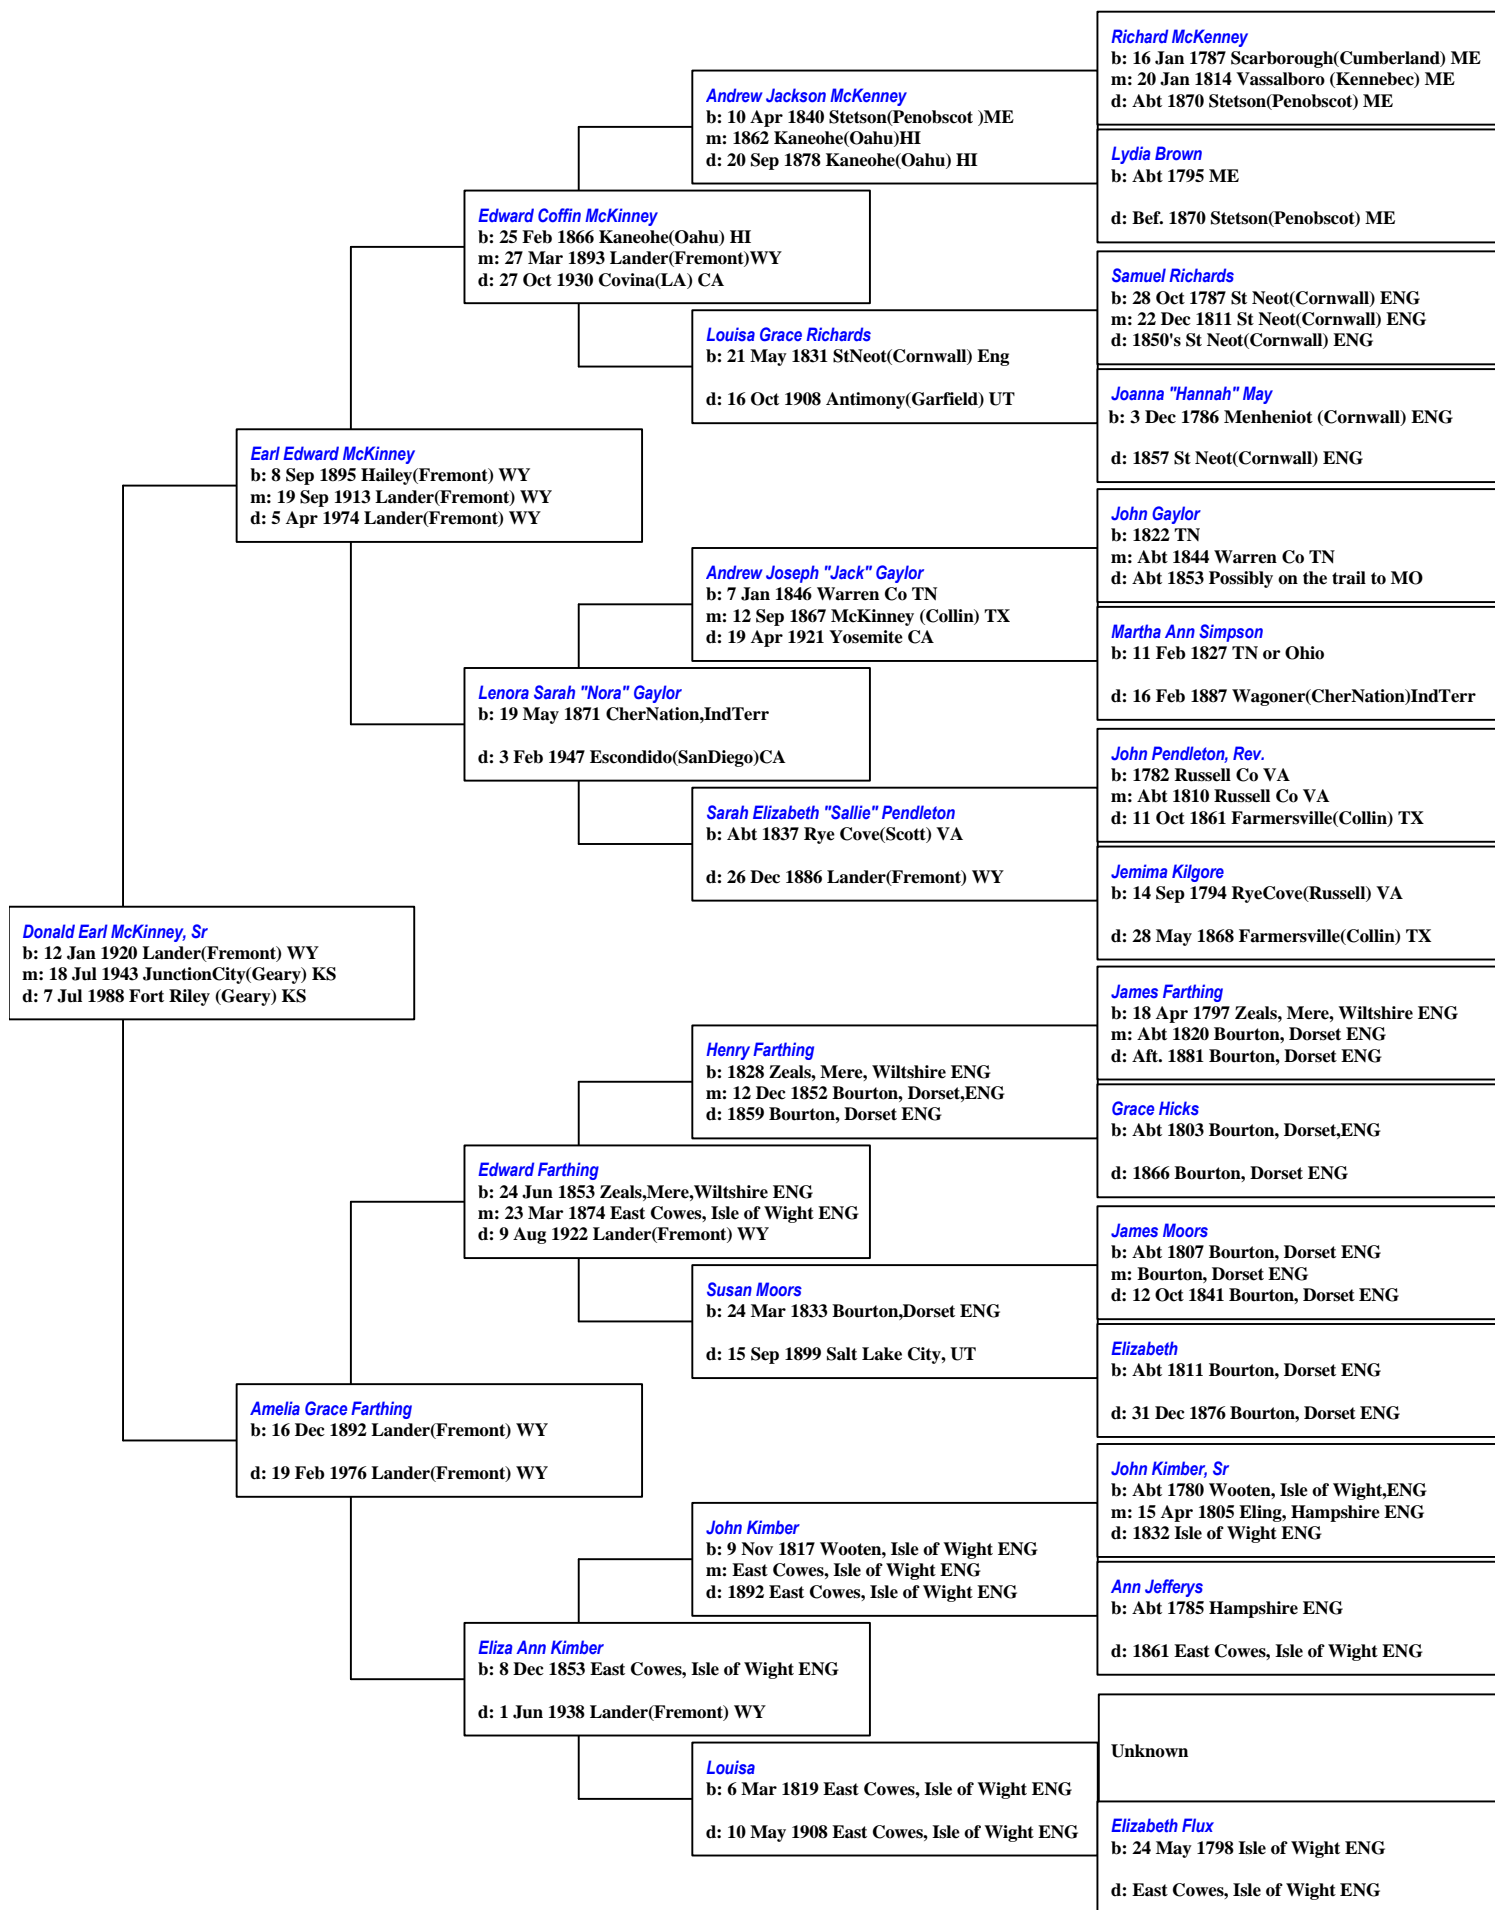 Richard McKenney
b: 16 Jan 1787 Scarborough(Cumberland) ME
m: 20 Jan 1814 Vassalboro (Kennebec) ME
d: Abt 1870 Stetson(Penobscot) ME
Andrew Jackson McKenney
b: 10 Apr 1840 Stetson(Penobscot )ME
m: 1862 Kaneohe(Oahu)HI
d: 20 Sep 1878 Kaneohe(Oahu) HI
Lydia Brown
b: Abt 1795 ME
d: Bef. 1870 Stetson(Penobscot) ME
Edward Coffin McKinney
b: 25 Feb 1866 Kaneohe(Oahu) HI
m: 27 Mar 1893 Lander(Fremont)WY
d: 27 Oct 1930 Covina(LA) CA
Samuel Richards
b: 28 Oct 1787 St Neot(Cornwall) ENG
m: 22 Dec 1811 St Neot(Cornwall) ENG
d: 1850's St Neot(Cornwall) ENG
Louisa Grace Richards
b: 21 May 1831 StNeot(Cornwall) Eng
d: 16 Oct 1908 Antimony(Garfield) UT
Joanna "Hannah" May
b: 3 Dec 1786 Menheniot (Cornwall) ENG
d: 1857 St Neot(Cornwall) ENG
Earl Edward McKinney
b: 8 Sep 1895 Hailey(Fremont) WY
m: 19 Sep 1913 Lander(Fremont) WY
d: 5 Apr 1974 Lander(Fremont) WY
John Gaylor
b: 1822 TN
m: Abt 1844 Warren Co TN
d: Abt 1853 Possibly on the trail to MO
Andrew Joseph "Jack" Gaylor
b: 7 Jan 1846 Warren Co TN
m: 12 Sep 1867 McKinney (Collin) TX
d: 19 Apr 1921 Yosemite CA
Martha Ann Simpson
b: 11 Feb 1827 TN or Ohio
d: 16 Feb 1887 Wagoner(CherNation)IndTerr
Lenora Sarah "Nora" Gaylor
b: 19 May 1871 CherNation,IndTerr
d: 3 Feb 1947 Escondido(SanDiego)CA
John Pendleton, Rev.
b: 1782 Russell Co VA
m: Abt 1810 Russell Co VA
d: 11 Oct 1861 Farmersville(Collin) TX
Sarah Elizabeth "Sallie" Pendleton
b: Abt 1837 Rye Cove(Scott) VA
d: 26 Dec 1886 Lander(Fremont) WY
Jemima Kilgore
b: 14 Sep 1794 RyeCove(Russell) VA
d: 28 May 1868 Farmersville(Collin) TX
Donald Earl McKinney, Sr
b: 12 Jan 1920 Lander(Fremont) WY
m: 18 Jul 1943 JunctionCity(Geary) KS
d: 7 Jul 1988 Fort Riley (Geary) KS
James Farthing
b: 18 Apr 1797 Zeals, Mere, Wiltshire ENG
m: Abt 1820 Bourton, Dorset ENG
d: Aft. 1881 Bourton, Dorset ENG
Henry Farthing
b: 1828 Zeals, Mere, Wiltshire ENG
m: 12 Dec 1852 Bourton, Dorset,ENG
d: 1859 Bourton, Dorset ENG
Grace Hicks
b: Abt 1803 Bourton, Dorset,ENG
d: 1866 Bourton, Dorset ENG
Edward Farthing
b: 24 Jun 1853 Zeals,Mere,Wiltshire ENG
m: 23 Mar 1874 East Cowes, Isle of Wight ENG
d: 9 Aug 1922 Lander(Fremont) WY
James Moors
b: Abt 1807 Bourton, Dorset ENG
m: Bourton, Dorset ENG
d: 12 Oct 1841 Bourton, Dorset ENG
Susan Moors
b: 24 Mar 1833 Bourton,Dorset ENG
d: 15 Sep 1899 Salt Lake City, UT
Elizabeth
b: Abt 1811 Bourton, Dorset ENG
d: 31 Dec 1876 Bourton, Dorset ENG
Amelia Grace Farthing
b: 16 Dec 1892 Lander(Fremont) WY
d: 19 Feb 1976 Lander(Fremont) WY
John Kimber, Sr
b: Abt 1780 Wooten, Isle of Wight,ENG
m: 15 Apr 1805 Eling, Hampshire ENG
d: 1832 Isle of Wight ENG
John Kimber
b: 9 Nov 1817 Wooten, Isle of Wight ENG
m: East Cowes, Isle of Wight ENG
d: 1892 East Cowes, Isle of Wight ENG
Ann Jefferys
b: Abt 1785 Hampshire ENG
d: 1861 East Cowes, Isle of Wight ENG
Eliza Ann Kimber
b: 8 Dec 1853 East Cowes, Isle of Wight ENG
d: 1 Jun 1938 Lander(Fremont) WY
Unknown
Louisa
b: 6 Mar 1819 East Cowes, Isle of Wight ENG
d: 10 May 1908 East Cowes, Isle of Wight ENG
Elizabeth Flux
b: 24 May 1798 Isle of Wight ENG
d: East Cowes, Isle of Wight ENG